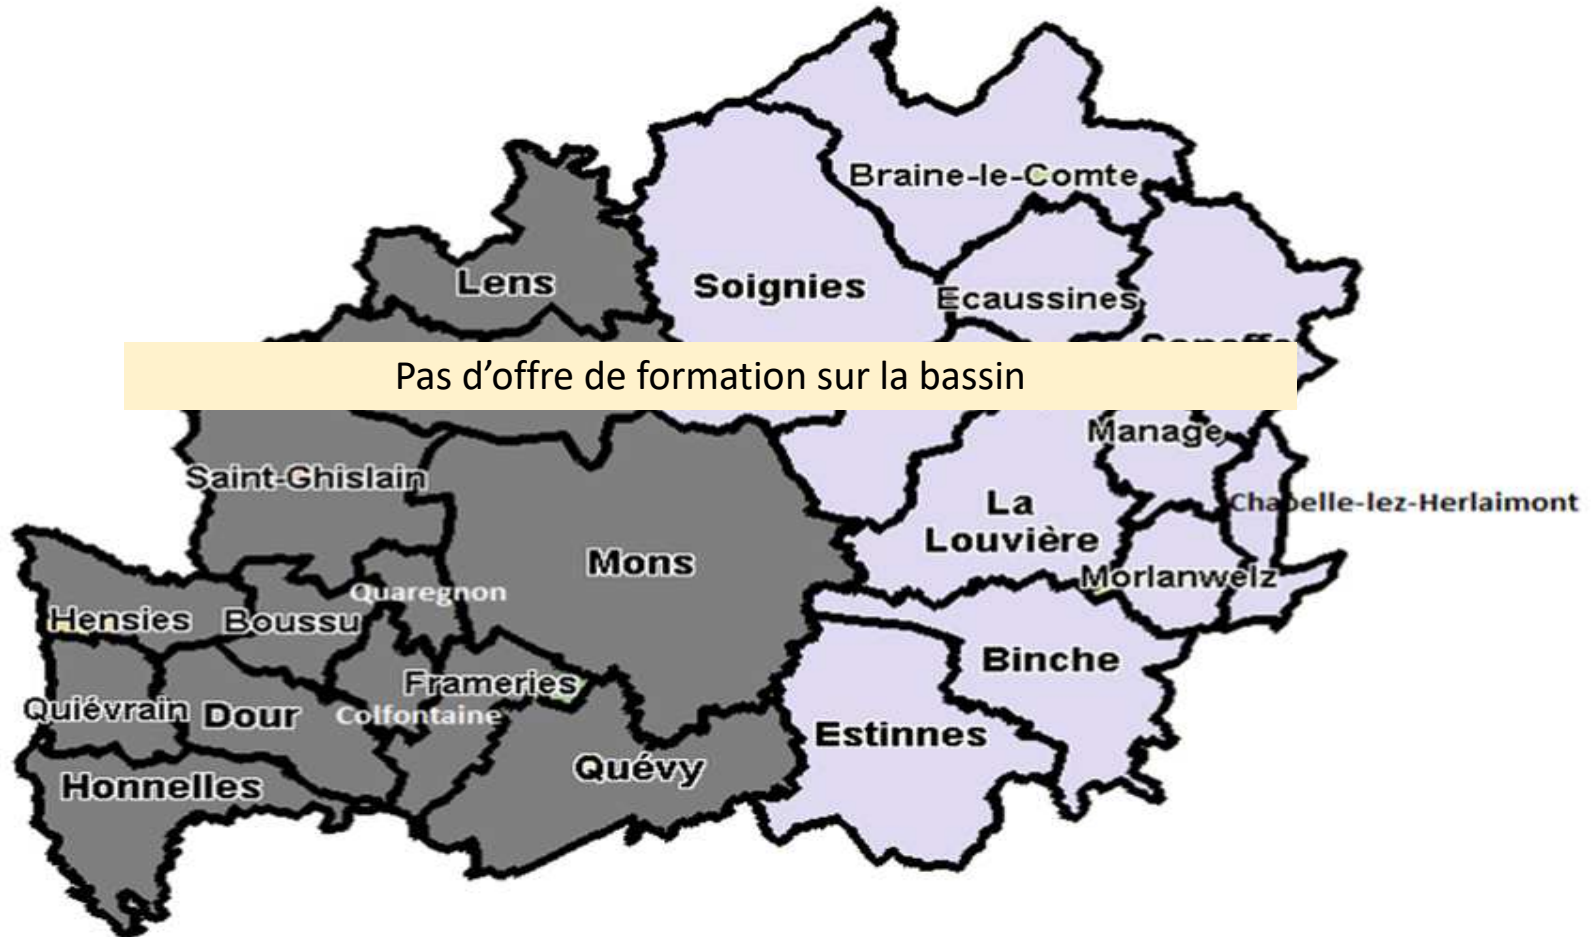 Braine-le-Comte
Lens
Soignies
Ecaussines
Seneffe
Pas d’offre de formation sur la bassin
Manage
Saint-Ghislain
Chapelle-lez-Herlaimont
La
Louvière
Mons
Morlanwelz
Quaregnon
Hensies
Boussu
Binche
Frameries
Quiévrain
Dour
Colfontaine
Estinnes
Quévy
Honnelles